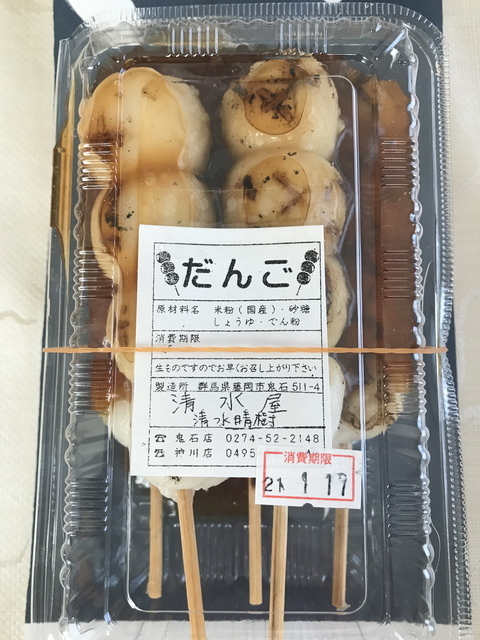 だんご
原材料名 米粉(国産)・砂糖
しょうゆ・でん粉
消費期限
生ものですのでお早くお召し上がり下さい
製造所 群馬県藤岡市鬼石511-4
清水屋
清水晴樹
☎ 鬼石店 0274-52-2148
☎ 神川店 0495
消費期限
21 1 17